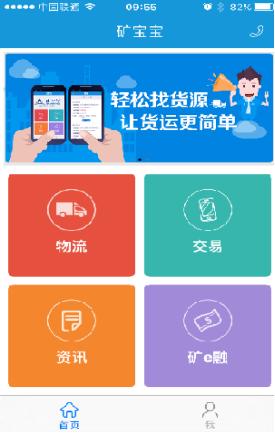 中国联通 09:55 82%
矿宝宝
轻松找货源
让货运更简单
物流 交易
资讯 矿e融
首页 我